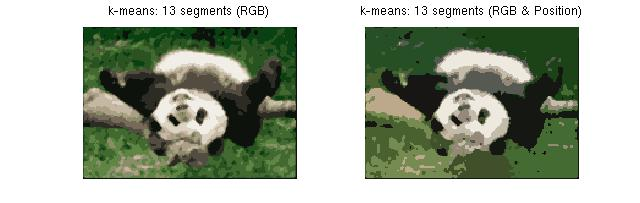 k-means: 13 segments (RGB)
k-means: 13 segments (RGB & Position)